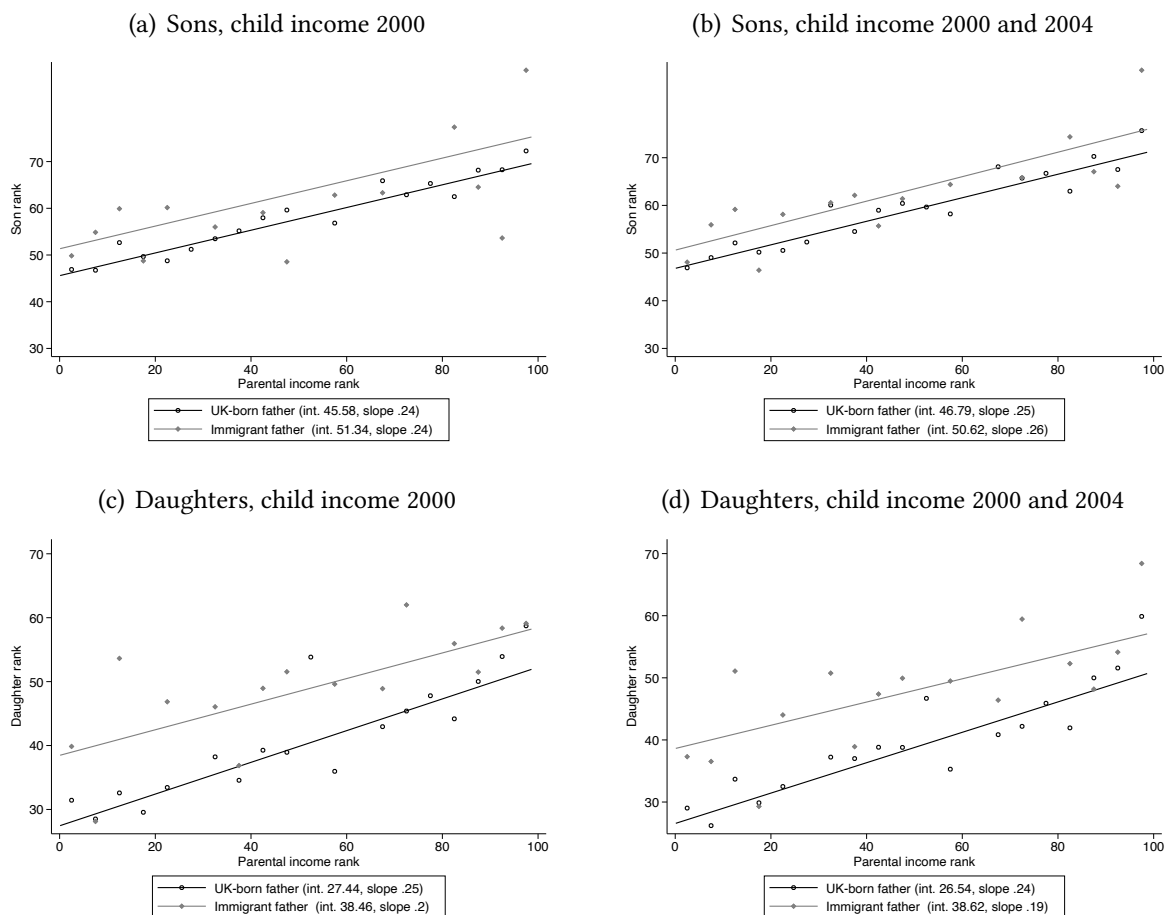 (a) Sons, child income 2000
70
60
50
40
30
Son rank
0 20 40 60 80 100
Parental income rank
UK-born father (int. 45.58, slope .24)
Immigrant father (int. 51.34, slope .24)
(b) Sons, child income 2000 and 2004
70
60
50
40
30
Son rank
0 20 40 60 80 100
Parental income rank
UK-born father (int. 46.79, slope .25)
Immigrant father (int. 50.62, slope .26)
(c) Daughters, child income 2000
70
60
50
40
30
Daughter rank
0 20 40 60 80 100
Parental income rank
UK-born father (int. 27.44, slope .25)
Immigrant father (int. 38.46, slope .2)
(d) Daughters, child income 2000 and 2004
70
60
50
40
30
Daughter rank
0 20 40 60 80 100
Parental income rank
UK-born father (int. 26.54, slope .24)
Immigrant father (int. 38.62, slope .19)